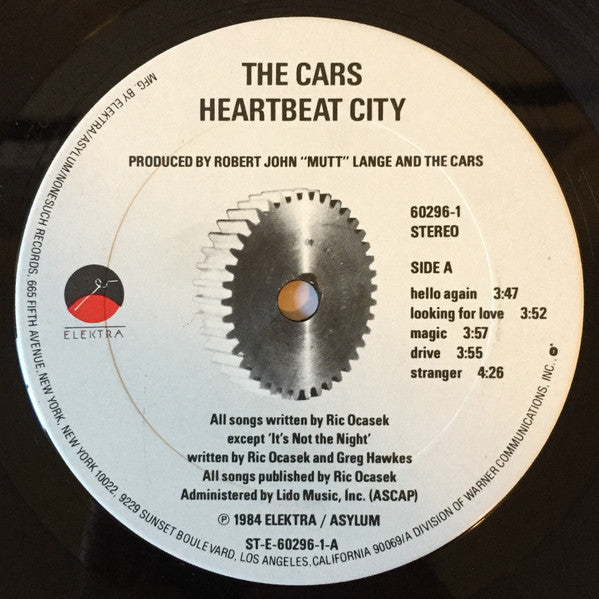 THE CARS
HEARTBEAT CITY
PRODUCED BY ROBERT JOHN "MUTT" LANGE AND THE CARS
60296-1
STEREO
SIDE A
hello again 3:47
looking for love 3:52
magic 3:57
drive 3:55
stranger 4:26
ELEKTRA
All songs written by Ric Ocasek
except 'It's Not the Night'
written by Ric Ocasek and Greg Hawkes
All songs published by Ric Ocasek
Administered by Lido Music, Inc. (ASCAP)
℗ 1984 ELEKTRA / ASYLUM
ST-E-60296-1-A
MFG. BY ELEKTRA/ASYLUM/NONESUCH RECORDS, 665 FIFTH AVENUE, NEW YORK, NEW YORK 10022, 9229 SUNSET BOULEVARD, LOS ANGELES, CALIFORNIA 90069/A DIVISION OF WARNER COMMUNICATIONS, INC.